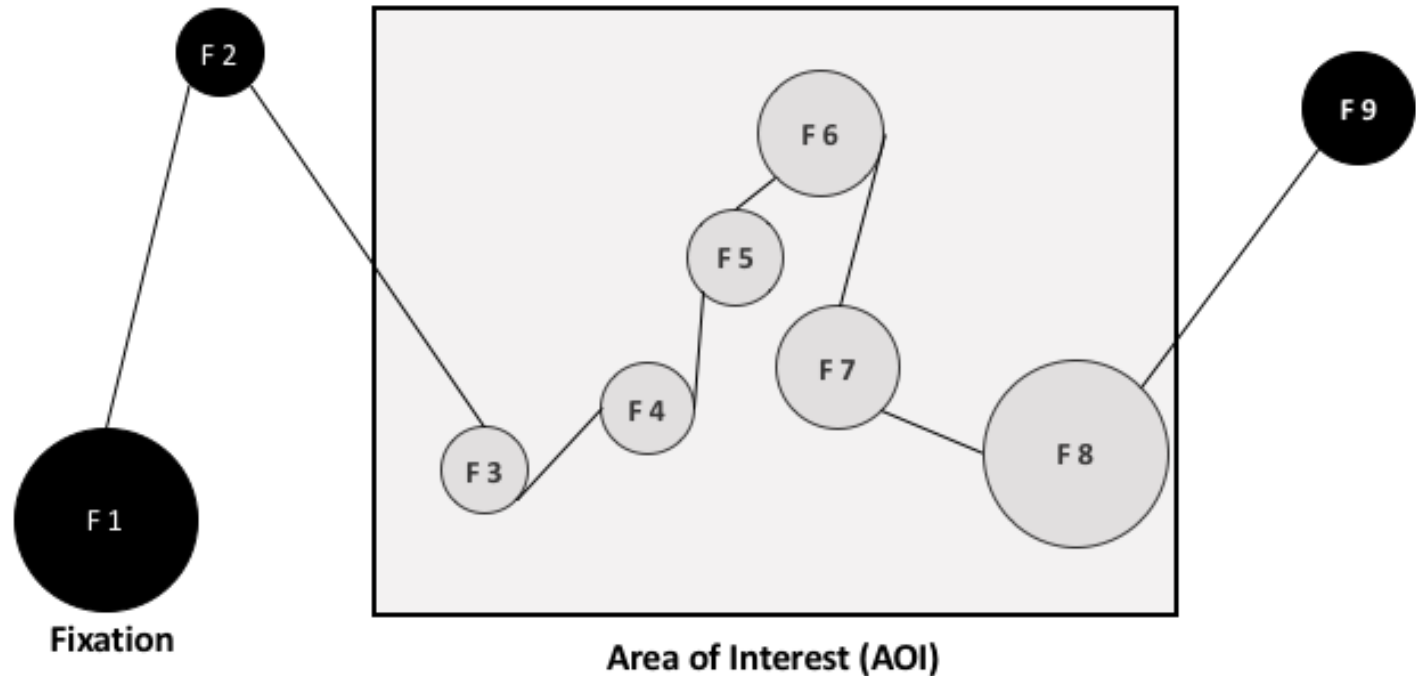 F 1
F 2
F 3
F 4
F 5
F 6
F 7
F 8
F 9
Fixation
Area of Interest (AOI)